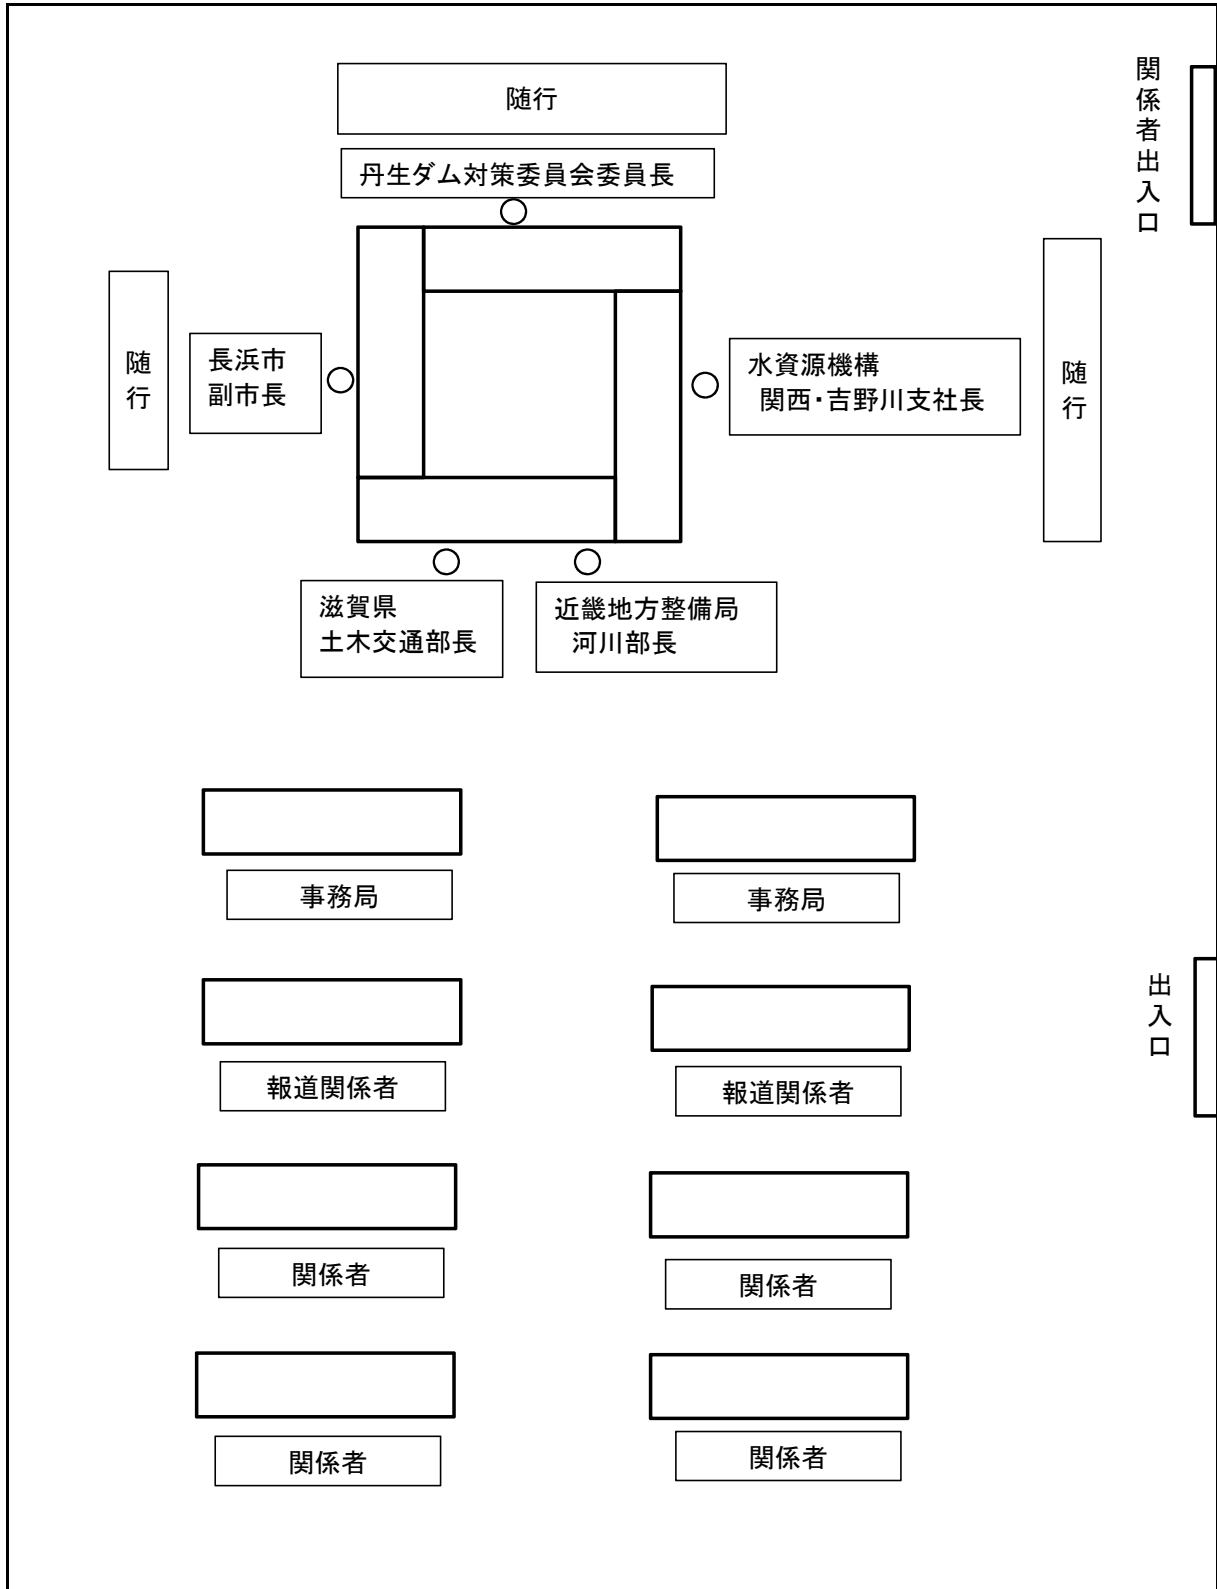 随行
関係者出入口
丹生ダム対策委員会委員長
随行
長浜市
副市長
水資源機構
関西・吉野川支社長
随行
滋賀県
土木交通部長
近畿地方整備局
河川部長
事務局
事務局
出入口
報道関係者
報道関係者
関係者
関係者
関係者
関係者